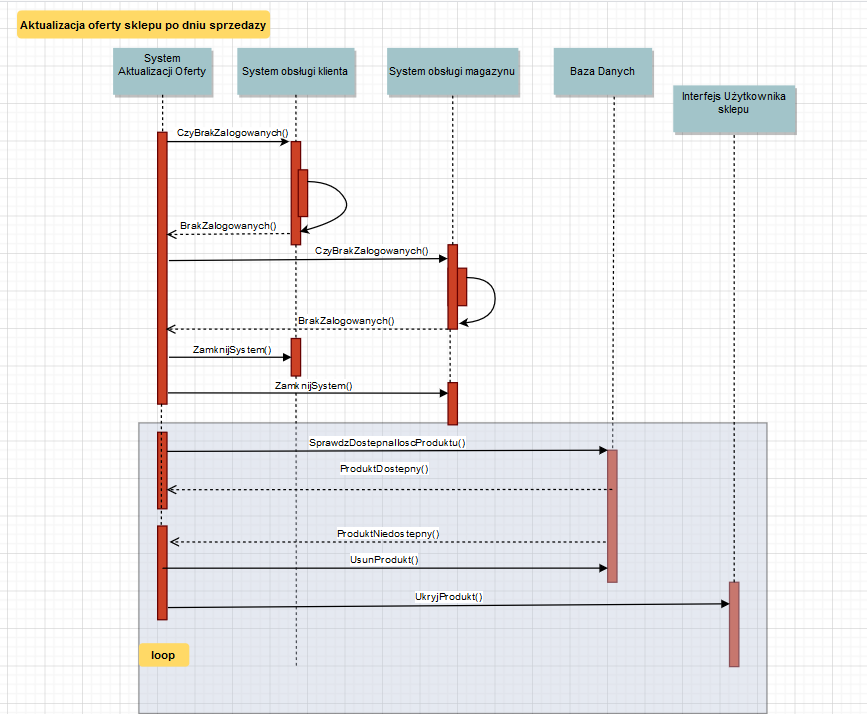 Aktualizacja oferty sklepu po dniu sprzedazy
System
Aktualizacji Oferty
System obsługi klienta
System obsługi magazynu
Baza Danych
Interfejs Użytkownika
sklepu
CzyBrakZalogowanych()
BrakZalogowanych()
CzyBrakZalogowanych()
BrakZalogowanych()
ZamknijSystem()
ZamknijSystem()
SprawdzDostepnaIloscProduktu()
ProduktDostepny()
ProduktNiedostepny()
UsunProdukt()
UkryjProdukt()
loop